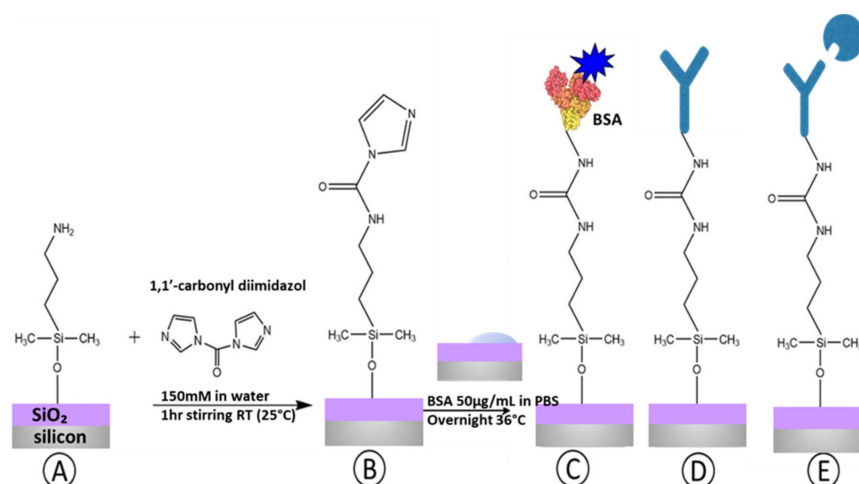 NH₂
H₃C
Si
CH₃
O
SiO₂
silicon
A
+
1,1’-carbonyl diimidazol
N
N
N
N
O
150mM in water
1hr stirring RT (25°C)
N
N
O
NH
H₃C
Si
CH₃
O
B
BSA 50µg/mL in PBS
Overnight 36°C
BSA
NH
O
NH
H₃C
Si
CH₃
O
C
NH
O
NH
H₃C
Si
CH₃
O
D
NH
O
NH
H₃C
Si
CH₃
O
E